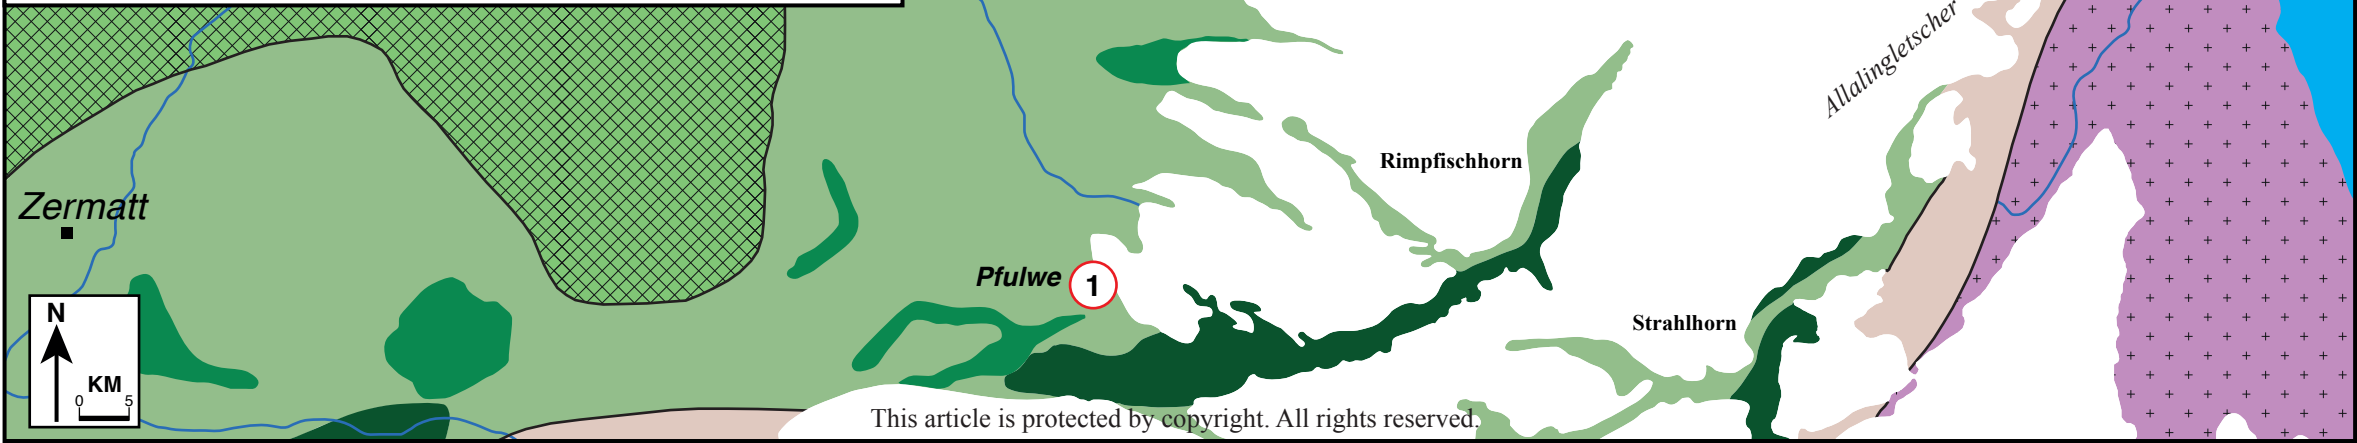 Allalingletscher
Rimpfischhorn
Zermatt
Pfulwe 1
Strahlhorn
N
KM
0 5
This article is protected by copyright. All rights reserved.